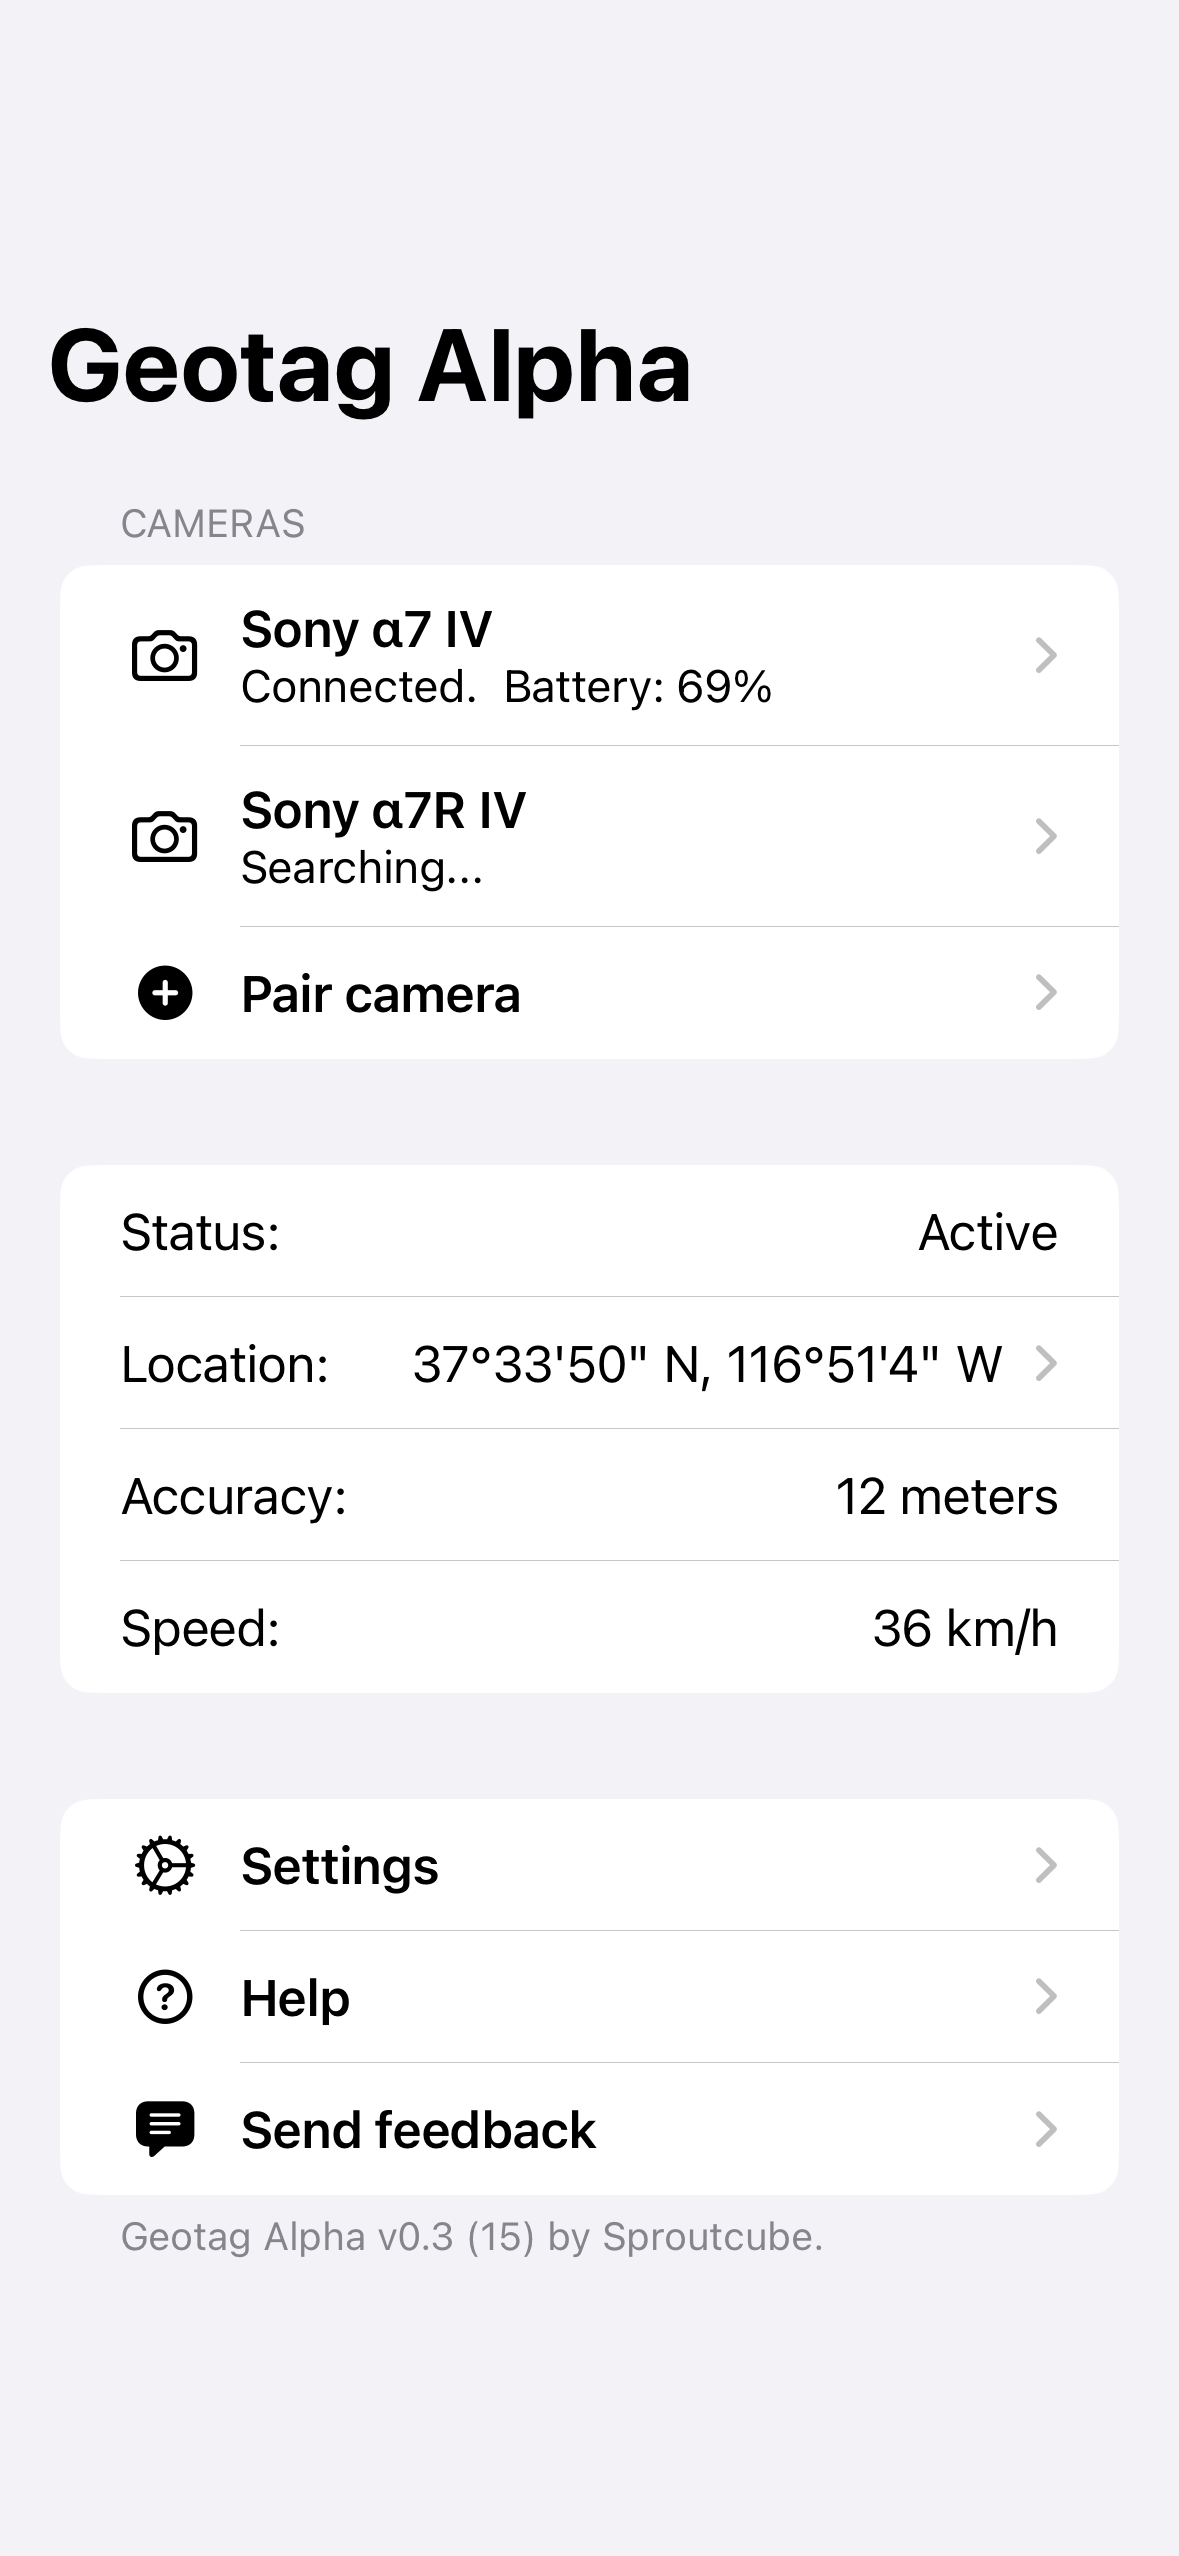 Geotag Alpha
CAMERAS
Sony α7 IV
Connected. Battery: 69%
Sony α7R IV
Searching...
Pair camera
Status: Active
Location: 37°33'50" N, 116°51'4" W
Accuracy: 12 meters
Speed: 36 km/h
Settings
Help
Send feedback
Geotag Alpha v0.3 (15) by Sproutcube.